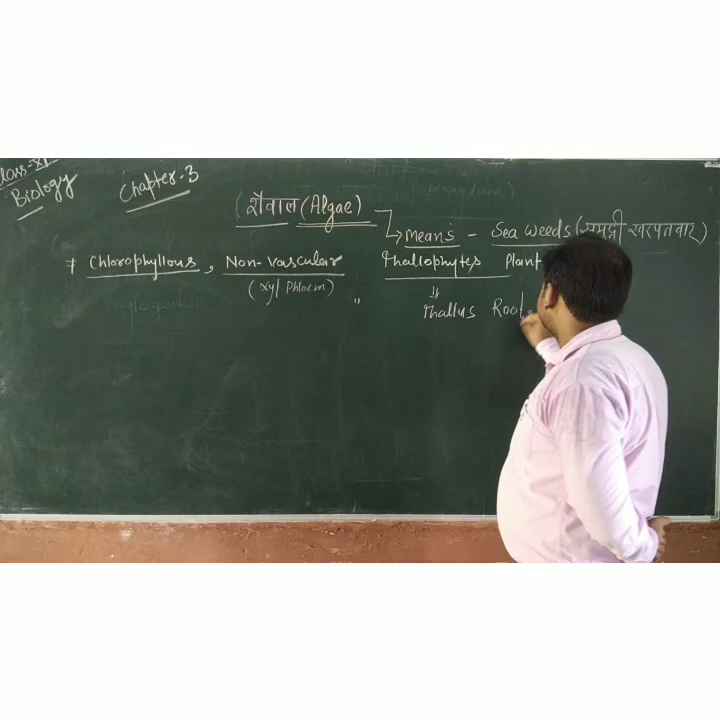 Class-XI
Biology
Chapter-3
(शैवाल (Algae)
Means - Sea weeds (समुद्री खरपतवार)
Chlorophyllous, Non-vascular Thallophytes Plant
(xy/Phloem) ,,
Thallus Root